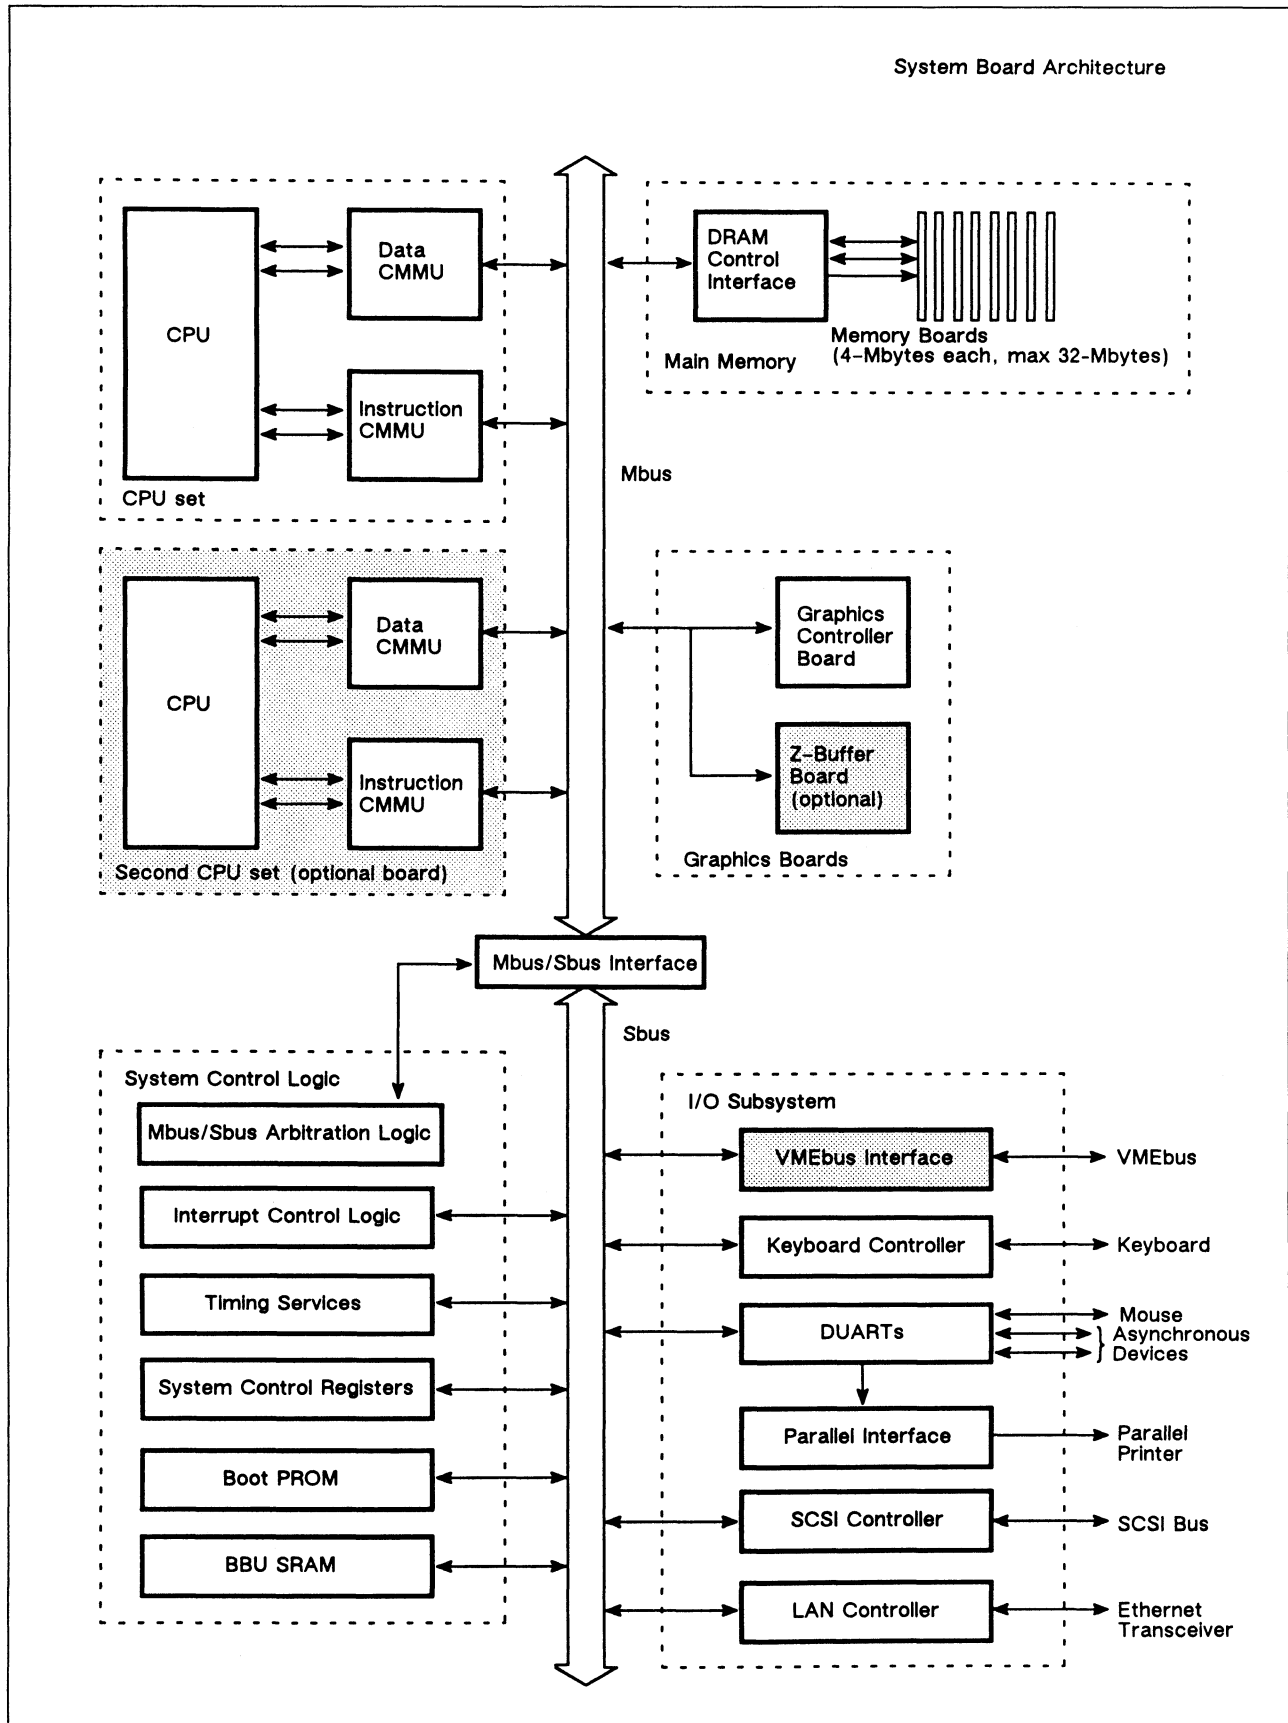 System Board Architecture
CPU
Data
CMMU
Instruction
CMMU
CPU set
DRAM
Control
Interface
Memory Boards
(4-Mbytes each, max 32-Mbytes)
Main Memory
Mbus
CPU
Data
CMMU
Instruction
CMMU
Second CPU set (optional board)
Graphics
Controller
Board
Z-Buffer
Board
(optional)
Graphics Boards
Mbus/Sbus Interface
Sbus
System Control Logic
Mbus/Sbus Arbitration Logic
Interrupt Control Logic
Timing Services
System Control Registers
Boot PROM
BBU SRAM
I/O Subsystem
VMEbus Interface
VMEbus
Keyboard Controller
Keyboard
DUARTs
Mouse
Asynchronous
Devices
Parallel Interface
Parallel
Printer
SCSI Controller
SCSI Bus
LAN Controller
Ethernet
Transceiver